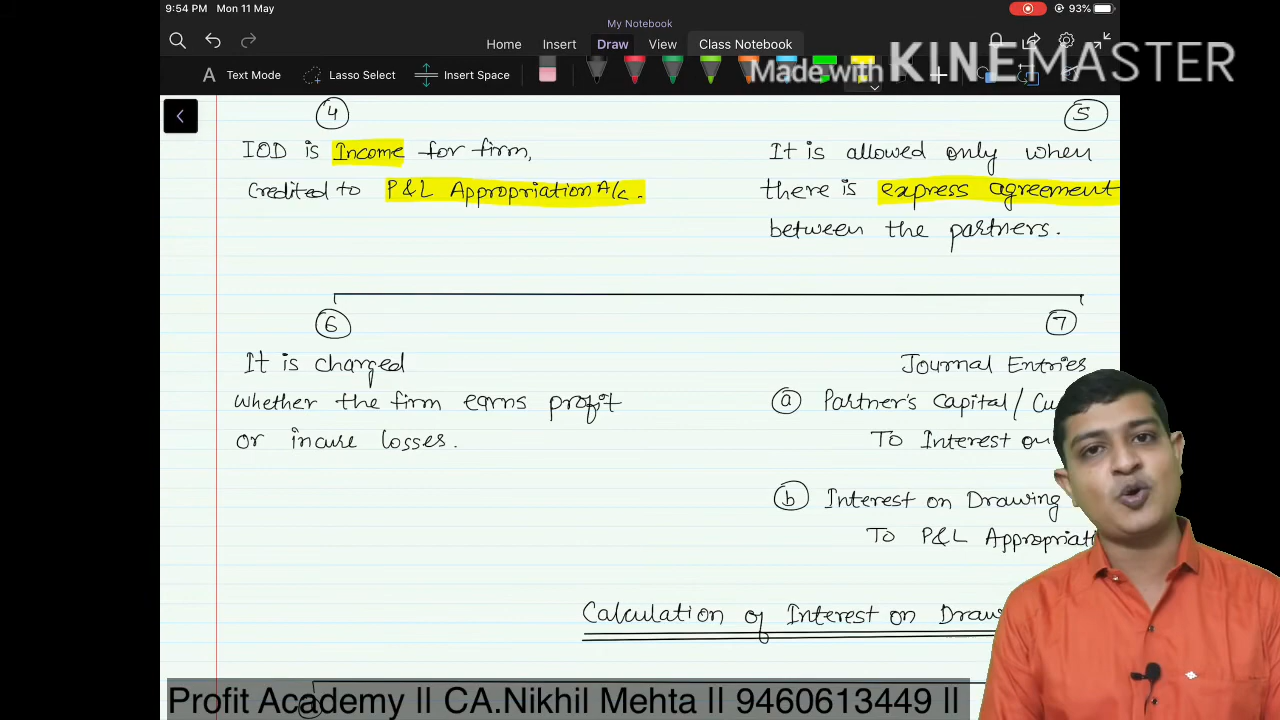 9:54 PM Mon 11 May
93%
My Notebook
Home Insert Draw View Class Notebook
Text Mode Lasso Select Insert Space
Made with KINEMASTER
4
IOD is Income for firm,
Credited to P&L Appropriation A/c.
5
It is allowed only when
there is express agreement
between the partners.
6
It is charged
whether the firm earns profit
or incure losses.
7
Journal Entries
a Partner's Capital/ Cu
To Interest on
b Interest on Drawing
To P&L Appropriati
Calculation of Interest on Draw
Profit Academy ll CA.Nikhil Mehta ll 9460613449 ll